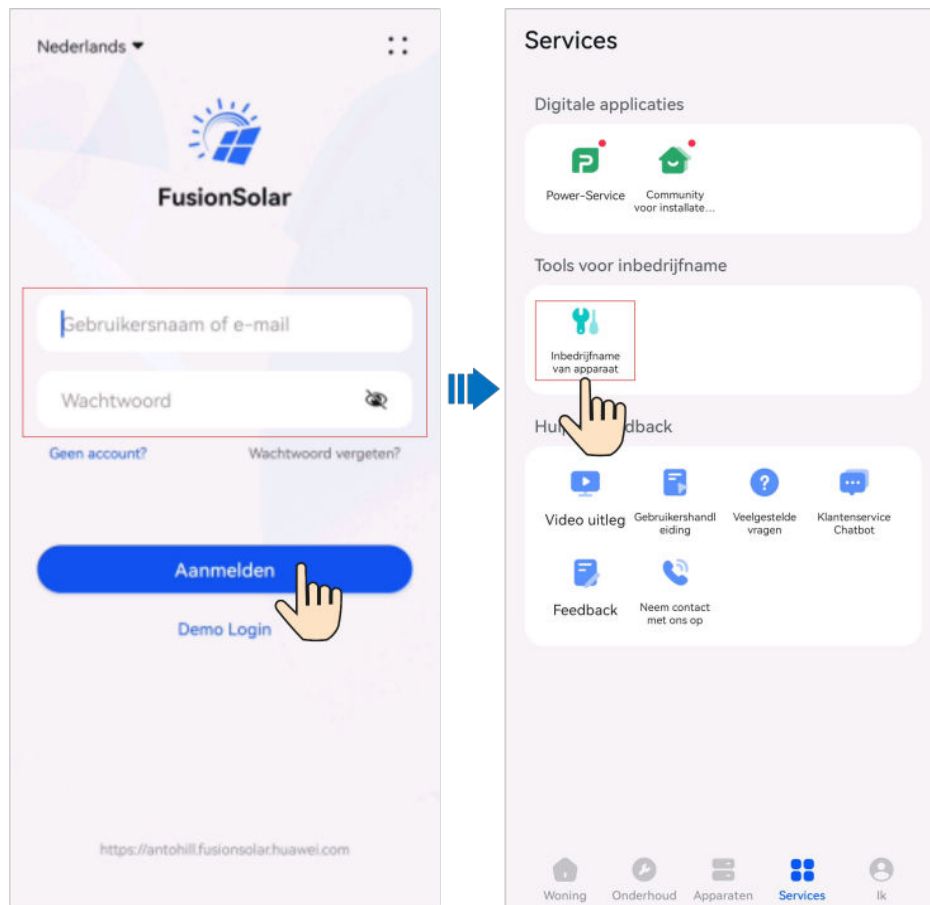 Nederlands
FusionSolar
Gebruikersnaam of e-mail
Wachtwoord
Geen account?
Wachtwoord vergeten?
Aanmelden
Demo Login
https://antohill.fusionsolar.huawei.com
Services
Digitale applicaties
Power-Service
Community
voor installate...
Tools voor inbedrijfname
Inbedrijfname
van apparaat
Video uitleg
Gebruikershandl
eiding
Veelgestelde
vragen
Klantenservice
Chatbot
Feedback
Neem contact
met ons op
Woning
Onderhoud
Apparaten
Services
Ik